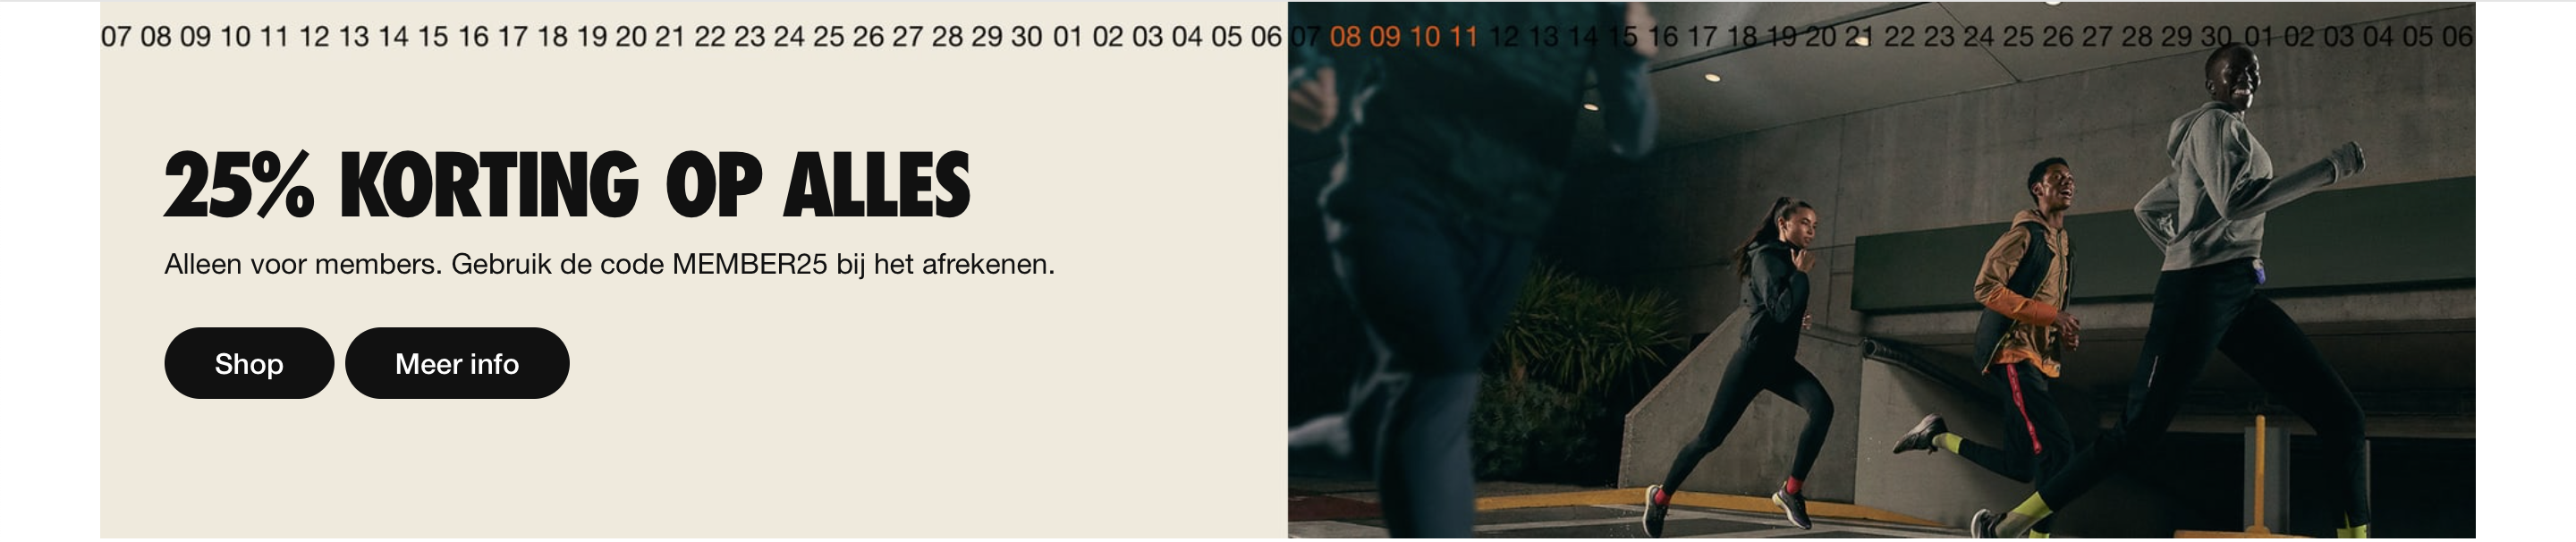 07 08 09 10 11 12 13 14 15 16 17 18 19 20 21 22 23 24 25 26 27 28 29 30 01 02 03 04 05 06 07 08 09 10 11 12 13 14 15 16 17 18 19 20 21 22 23 24 25 26 27 28 29 30 01 02 03 04 05 06
25% KORTING OP ALLES
Alleen voor members. Gebruik de code MEMBER25 bij het afrekenen.
Shop Meer info